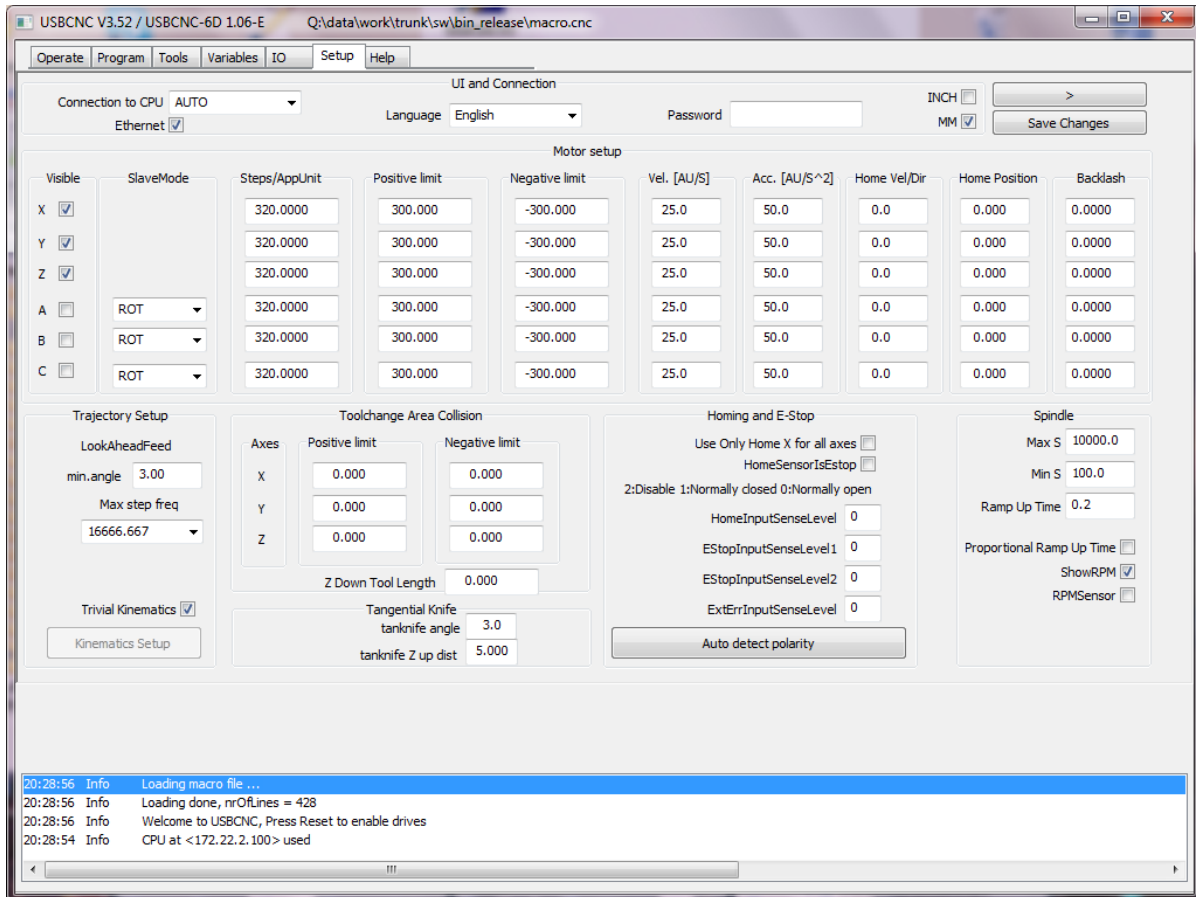 USBCNC V3.52 / USBCNC-6D 1.06-E Q:\data\work\trunk\sw\bin_release\macro.cnc
Operate Program Tools Variables IO Setup Help
UI and Connection
Connection to CPU AUTO Language English Password INCH >
Ethernet MM Save Changes
Motor setup
Visible SlaveMode Steps/AppUnit Positive limit Negative limit Vel. [AU/S] Acc. [AU/S^2] Home Vel/Dir Home Position Backlash
X 320.0000 300.000 -300.000 25.0 50.0 0.0 0.000 0.0000
Y 320.0000 300.000 -300.000 25.0 50.0 0.0 0.000 0.0000
Z 320.0000 300.000 -300.000 25.0 50.0 0.0 0.000 0.0000
A ROT 320.0000 300.000 -300.000 25.0 50.0 0.0 0.000 0.0000
B ROT 320.0000 300.000 -300.000 25.0 50.0 0.0 0.000 0.0000
C ROT 320.0000 300.000 -300.000 25.0 50.0 0.0 0.000 0.0000
Trajectory Setup
LookAheadFeed
min.angle 3.00
Max step freq
16666.667
Trivial Kinematics
Kinematics Setup
Toolchange Area Collision
Axes Positive limit Negative limit
X 0.000 0.000
Y 0.000 0.000
Z 0.000 0.000
Z Down Tool Length 0.000
Tangential Knife
tanknife angle 3.0
tanknife Z up dist 5.000
Homing and E-Stop
Use Only Home X for all axes
HomeSensorIsEstop
2:Disable 1:Normally closed 0:Normally open
HomeInputSenseLevel 0
EStopInputSenseLevel1 0
EStopInputSenseLevel2 0
ExtErrInputSenseLevel 0
Auto detect polarity
Spindle
Max S 10000.0
Min S 100.0
Ramp Up Time 0.2
Proportional Ramp Up Time
ShowRPM
RPMSensor
20:28:56 Info Loading macro file ...
20:28:56 Info Loading done, nrOfLines = 428
20:28:56 Info Welcome to USBCNC, Press Reset to enable drives
20:28:54 Info CPU at <172.22.2.100> used